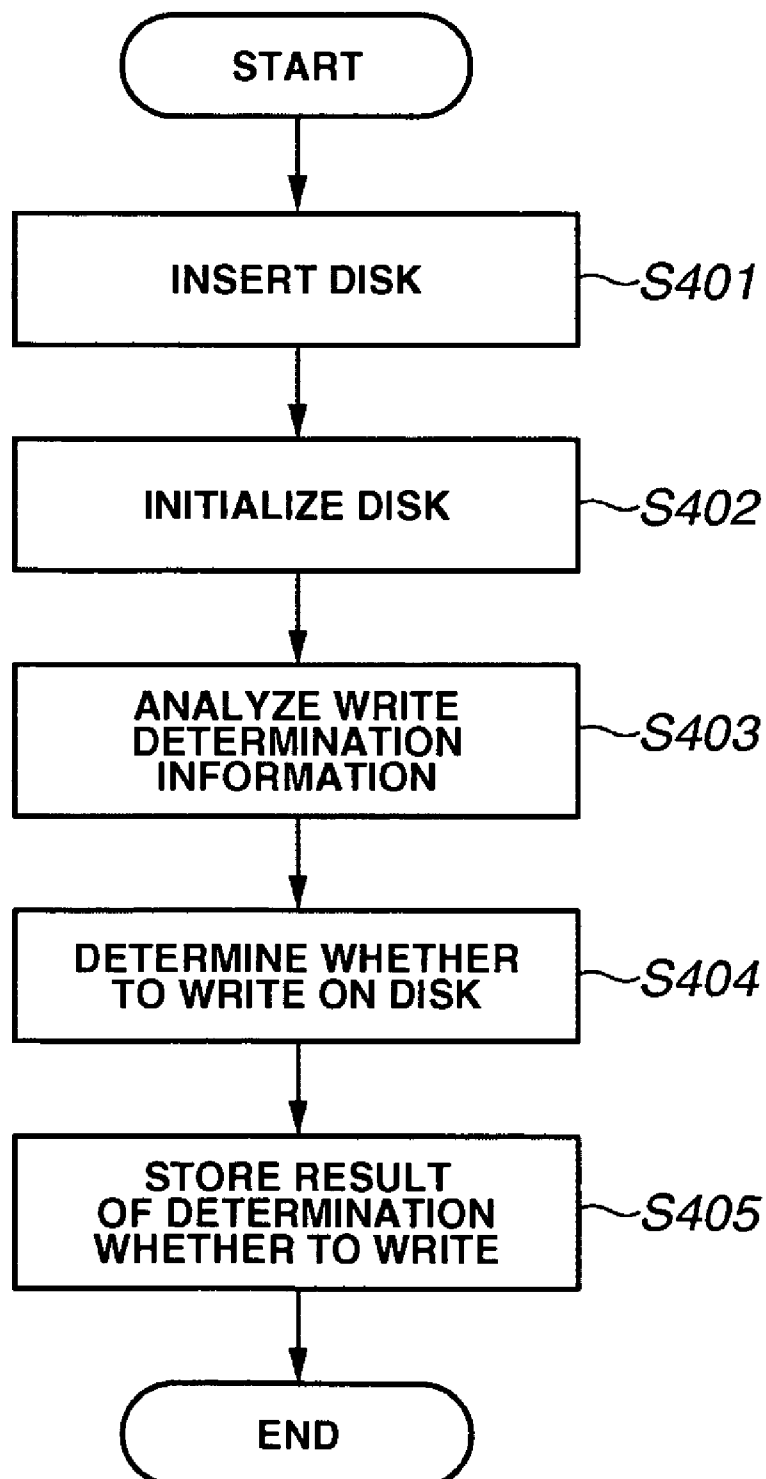 START
INSERT DISK
S401
INITIALIZE DISK
S402
ANALYZE WRITE
DETERMINATION
INFORMATION
S403
DETERMINE WHETHER
TO WRITE ON DISK
S404
STORE RESULT
OF DETERMINATION
WHETHER TO WRITE
S405
END